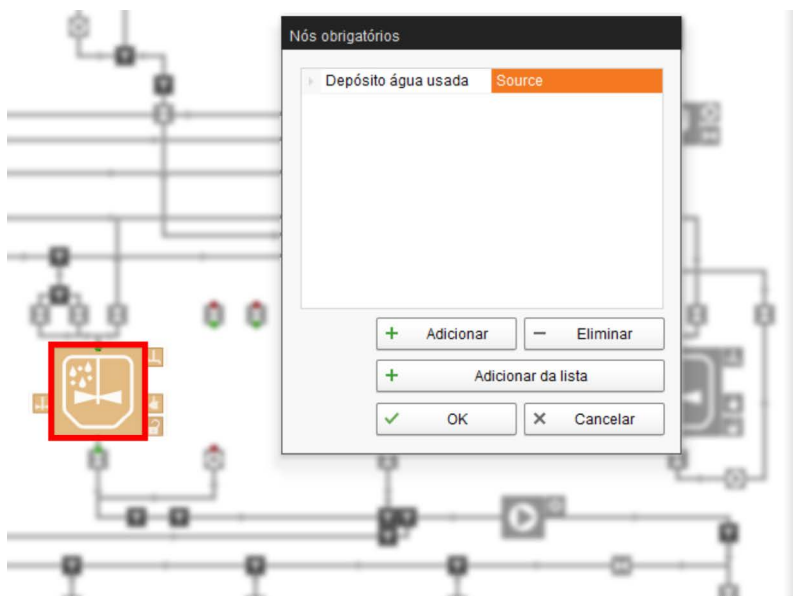 Nós obrigatórios
Depósito água usada Source
Adicionar Eliminar
Adicionar da lista
OK Cancelar